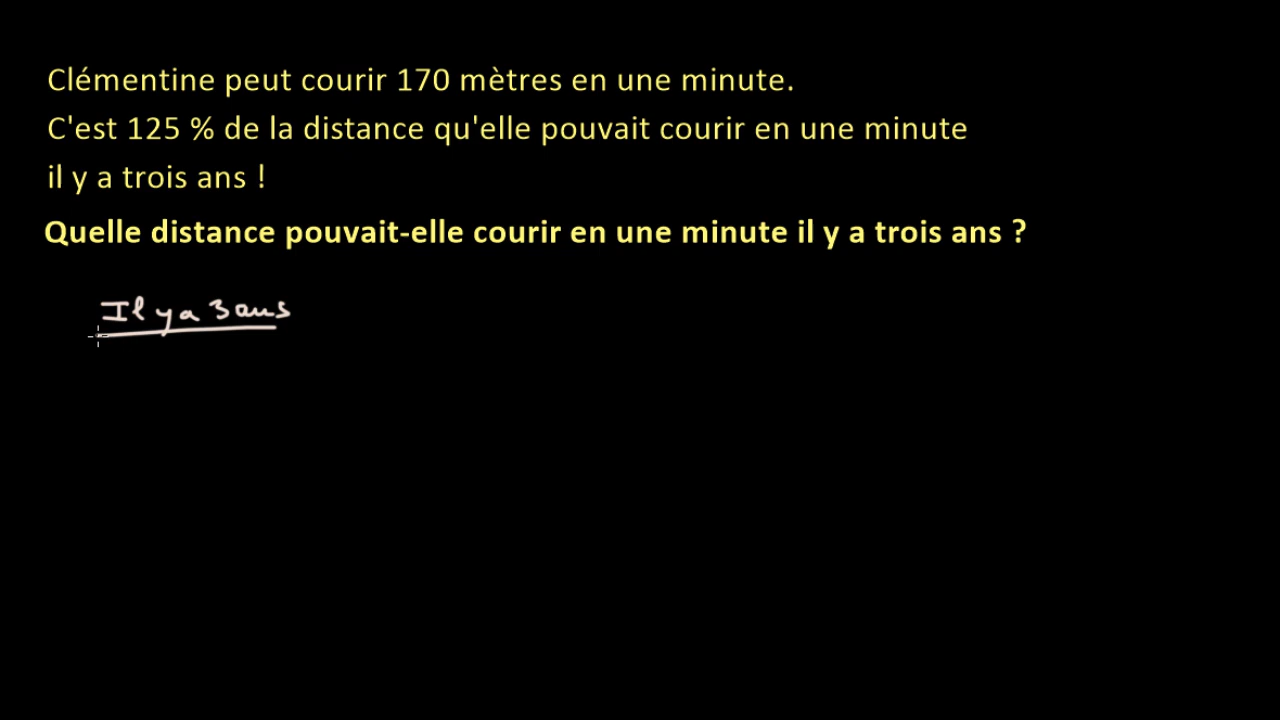 Clémentine peut courir 170 mètres en une minute.
C'est 125 % de la distance qu'elle pouvait courir en une minute
il y a trois ans !
Quelle distance pouvait-elle courir en une minute il y a trois ans ?
Il y a 3 ans